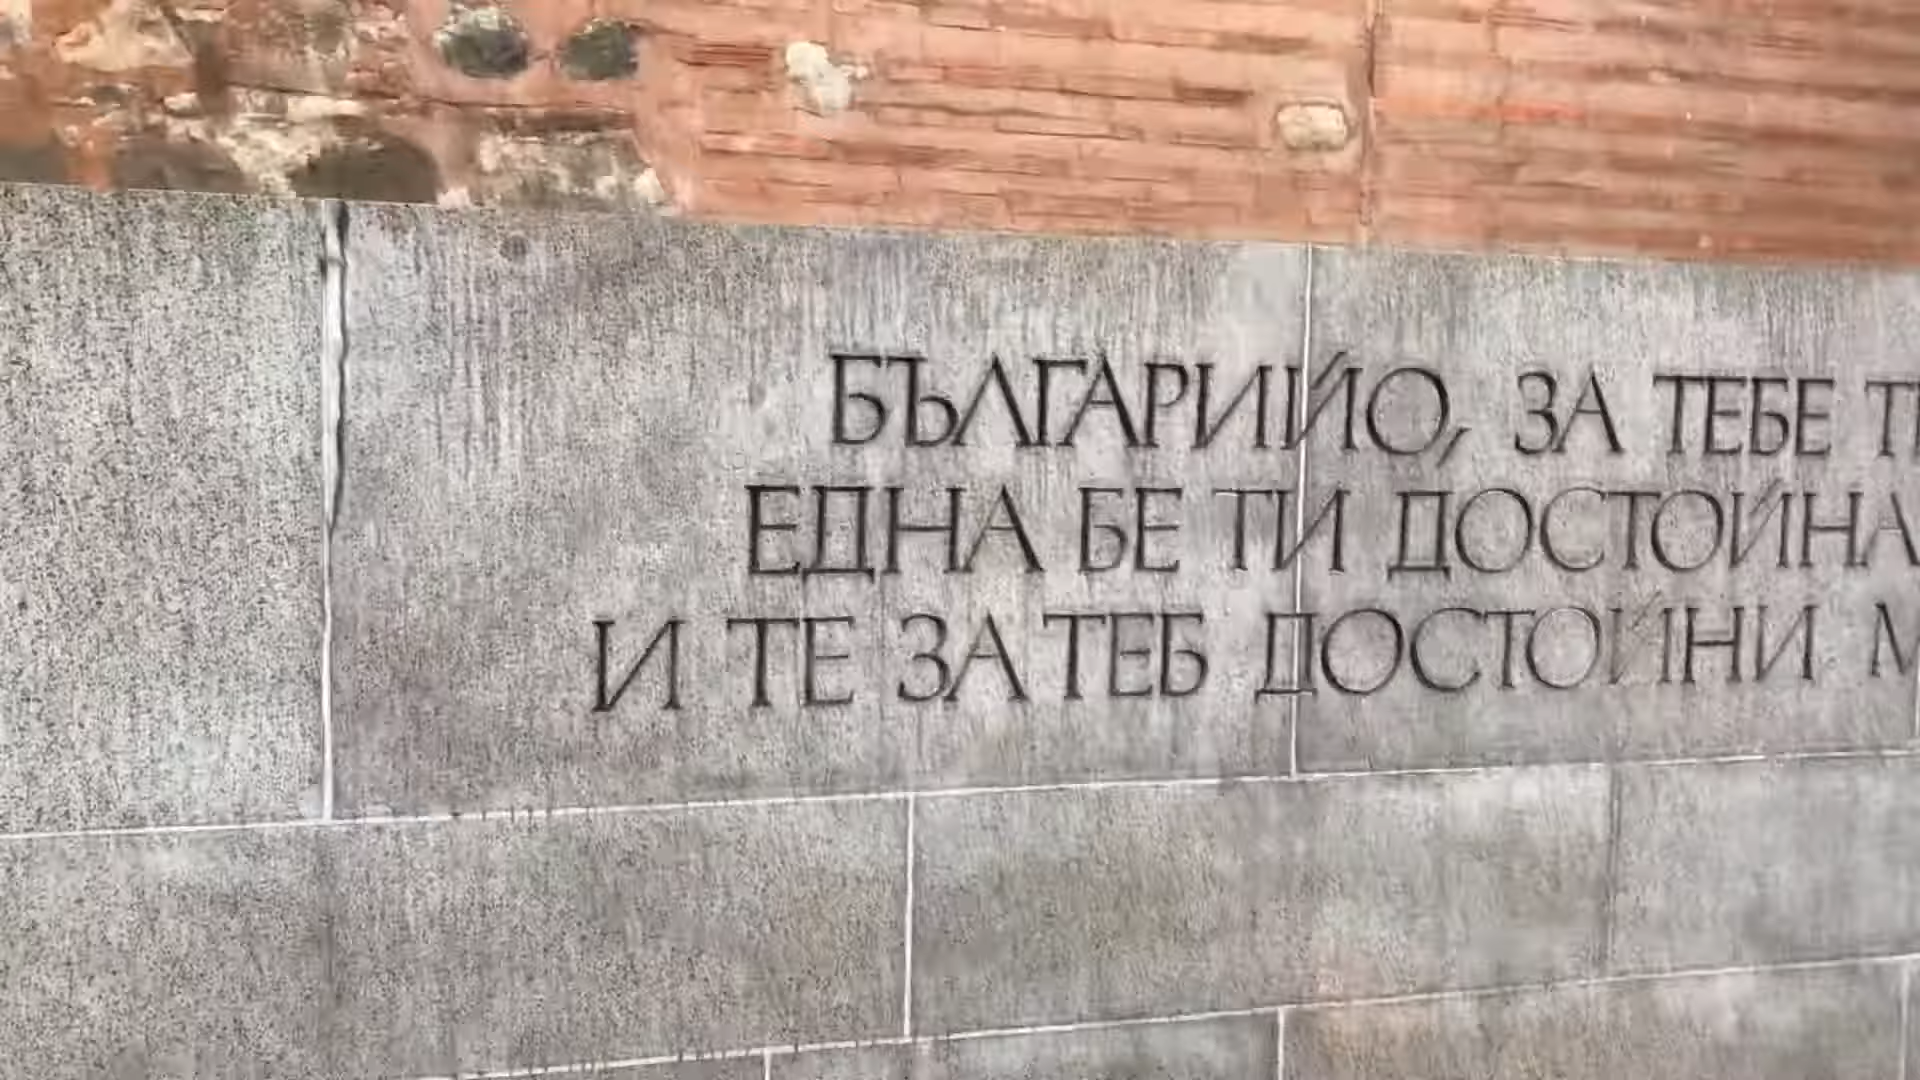 БЪЛГАРИЙО, ЗА ТЕБЕ
ЕДНА БЕ ТИ ДОСТОЙНА
И ТЕ ЗА ТЕБ ДОСТОЙНИ